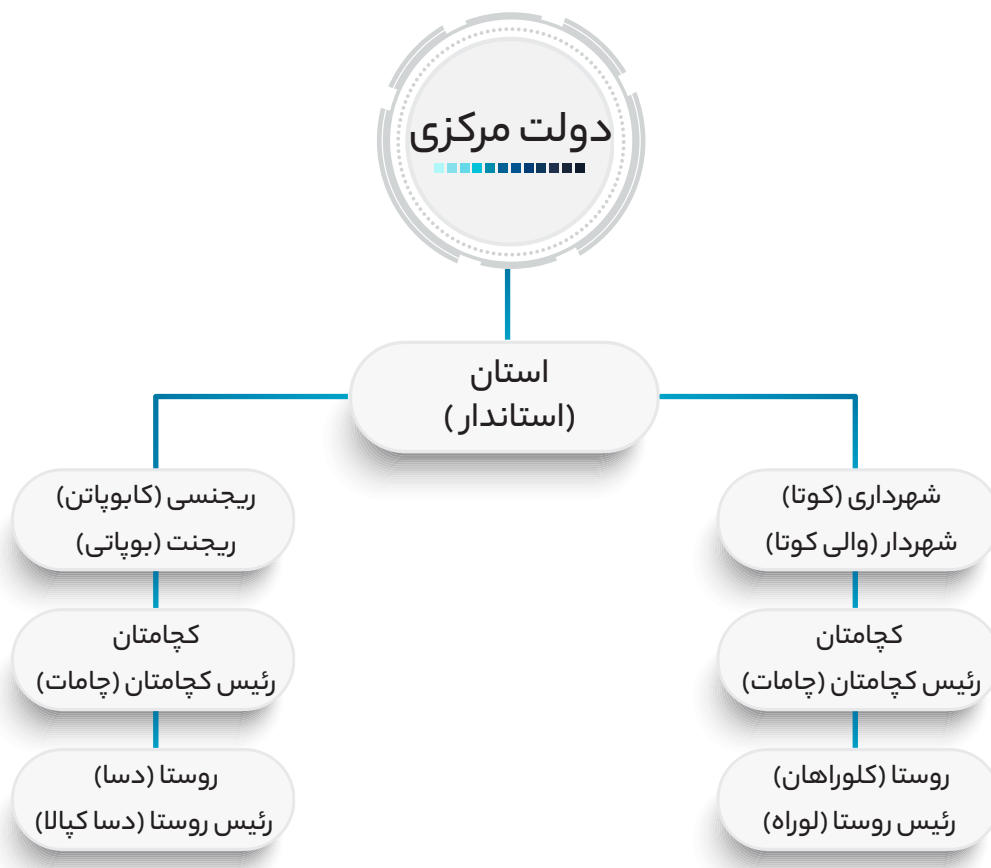 دولت مرکزی
استان
(استاندار)
شهرداری (کوتا)
شهردار (والی کوتا)
ریجنسی (کابوپاتن)
ریجنت (بوپاتی)
کچامتان
رئیس کچامتان (چامات)
کچامتان
رئیس کچامتان (چامات)
روستا (کلوراهان)
رئیس روستا (لوراه)
روستا (دسا)
رئیس روستا (دسا کپالا)